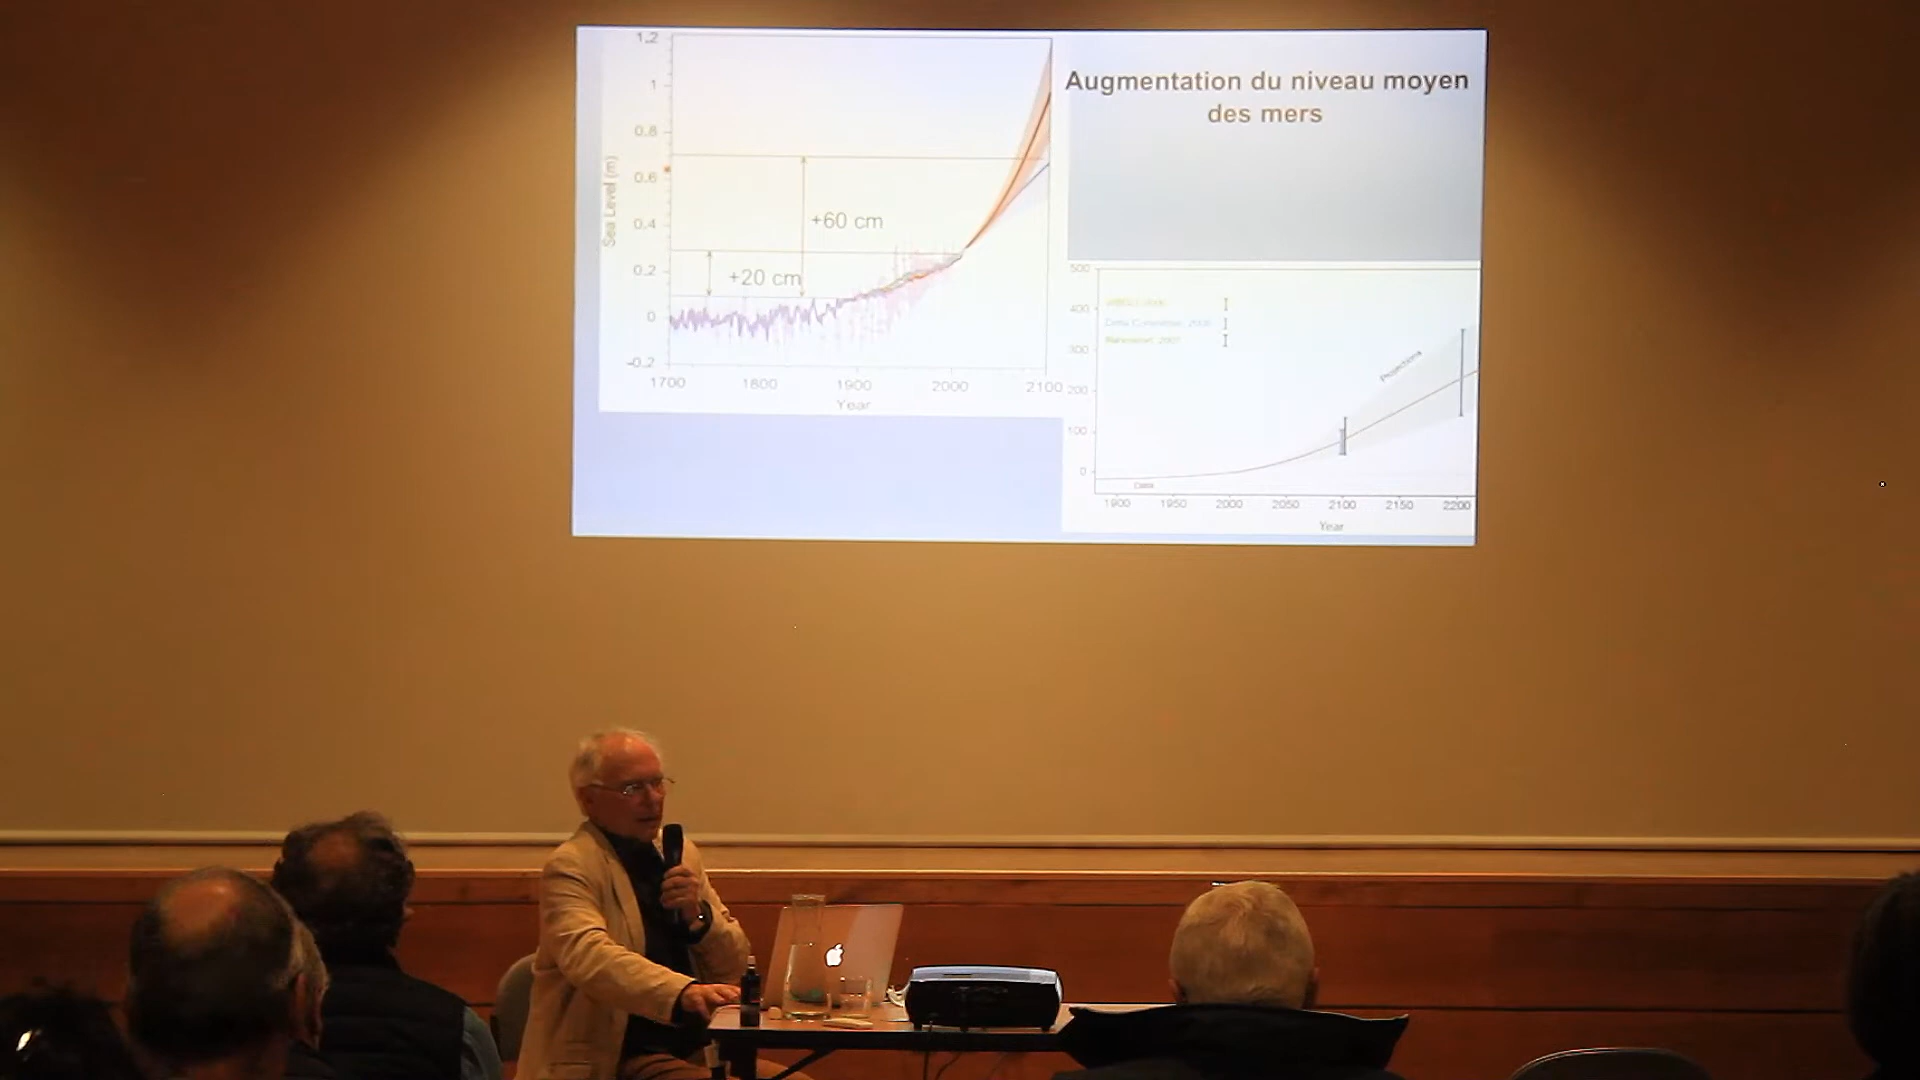 Augmentation du niveau moyen
des mers
1.2
1
0.8
0.6
0.4
0.2
0
-0.2
Sea Level (m)
+60 cm
+20 cm
1700 1800 1900 2000 2100
Year
500
400
300
200
100
0
Projections
Data
1900 1950 2000 2050 2100 2150 2200
Year